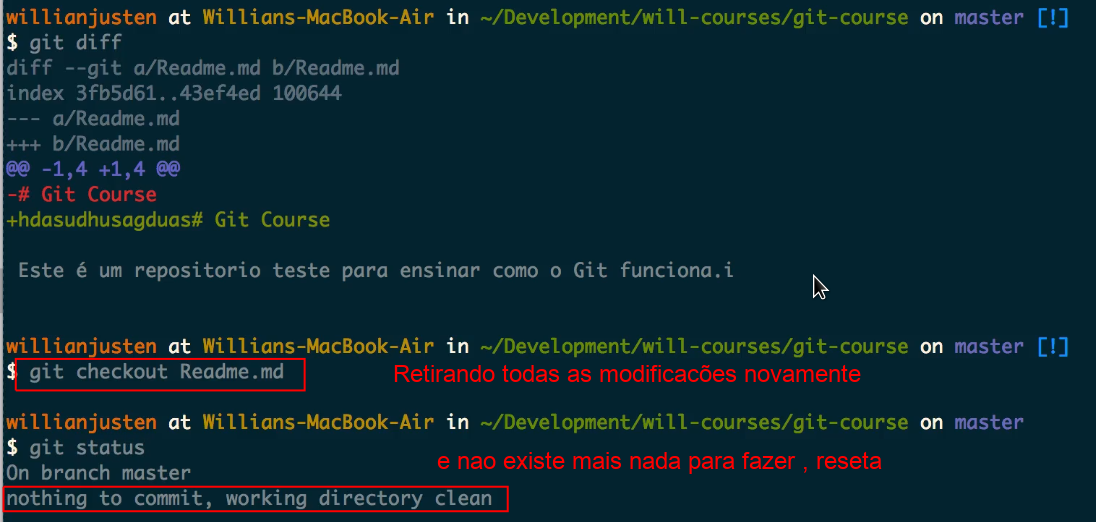 willianjusten at Willians-MacBook-Air in ~/Development/will-courses/git-course on master [!]
$ git diff
diff --git a/Readme.md b/Readme.md
index 3fb5d61..43ef4ed 100644
--- a/Readme.md
+++ b/Readme.md
@@ -1,4 +1,4 @@
-# Git Course
+hdasudhusagduas# Git Course
Este é um repositorio teste para ensinar como o Git funciona.i
willianjusten at Willians-MacBook-Air in ~/Development/will-courses/git-course on master [!]
$ git checkout Readme.md Retirando todas as modificacões novamente
willianjusten at Willians-MacBook-Air in ~/Development/will-courses/git-course on master
$ git status
On branch master
e nao existe mais nada para fazer , reseta
nothing to commit, working directory clean